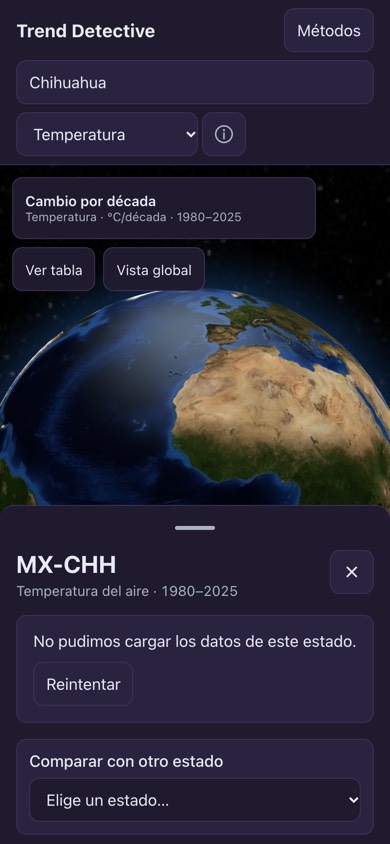 Trend Detective
Métodos
Chihuahua
Temperatura
Cambio por década
Temperatura · °C/década · 1980–2025
Ver tabla
Vista global
MX-CHH
Temperatura del aire · 1980–2025
No pudimos cargar los datos de este estado.
Reintentar
Comparar con otro estado
Elige un estado...